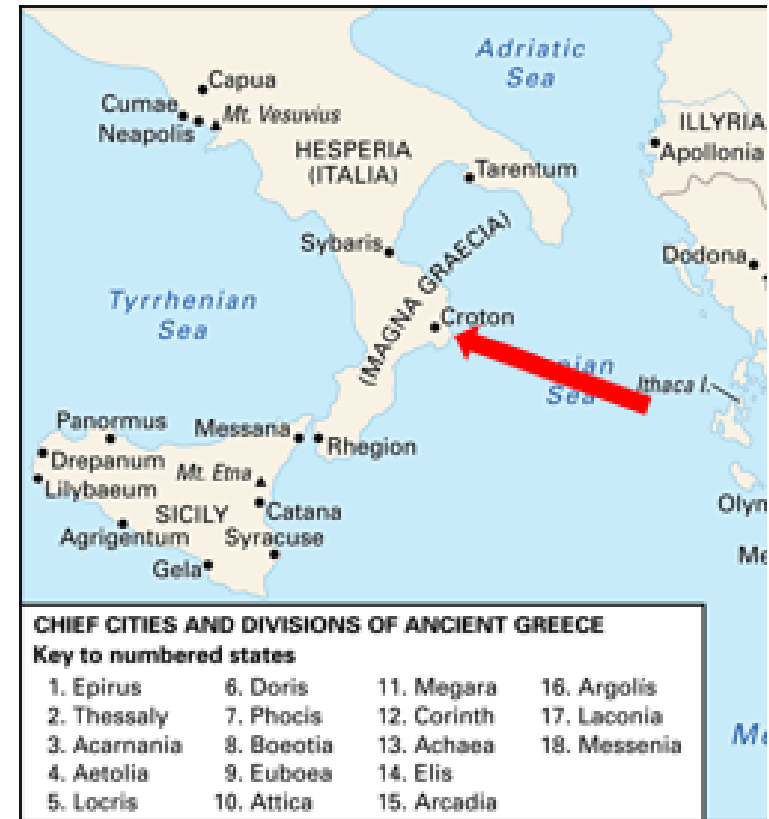 Adriatic
Sea
Capua
Cumae
Mt. Vesuvius
Neapolis
ILLYRIA
Apollonia
HESPERIA
(ITALIA)
Tarentum
Sybaris
Dodona
(MAGNA GRAECIA)
Tyrrhenian
Sea
Croton
Sea
Ithaca I.
Panormus
Messana
Rhegion
Drepanum
Mt. Etna
Lilybaeum
SICILY
Catana
Agrigentum
Syracuse
Gela
CHIEF CITIES AND DIVISIONS OF ANCIENT GREECE
Key to numbered states
1. Epirus
2. Thessaly
3. Acarnania
4. Aetolia
5. Locris
6. Doris
7. Phocis
8. Boeotia
9. Euboea
10. Attica
11. Megara
12. Corinth
13. Achaea
14. Elis
15. Arcadia
16. Argolis
17. Laconia
18. Messenia